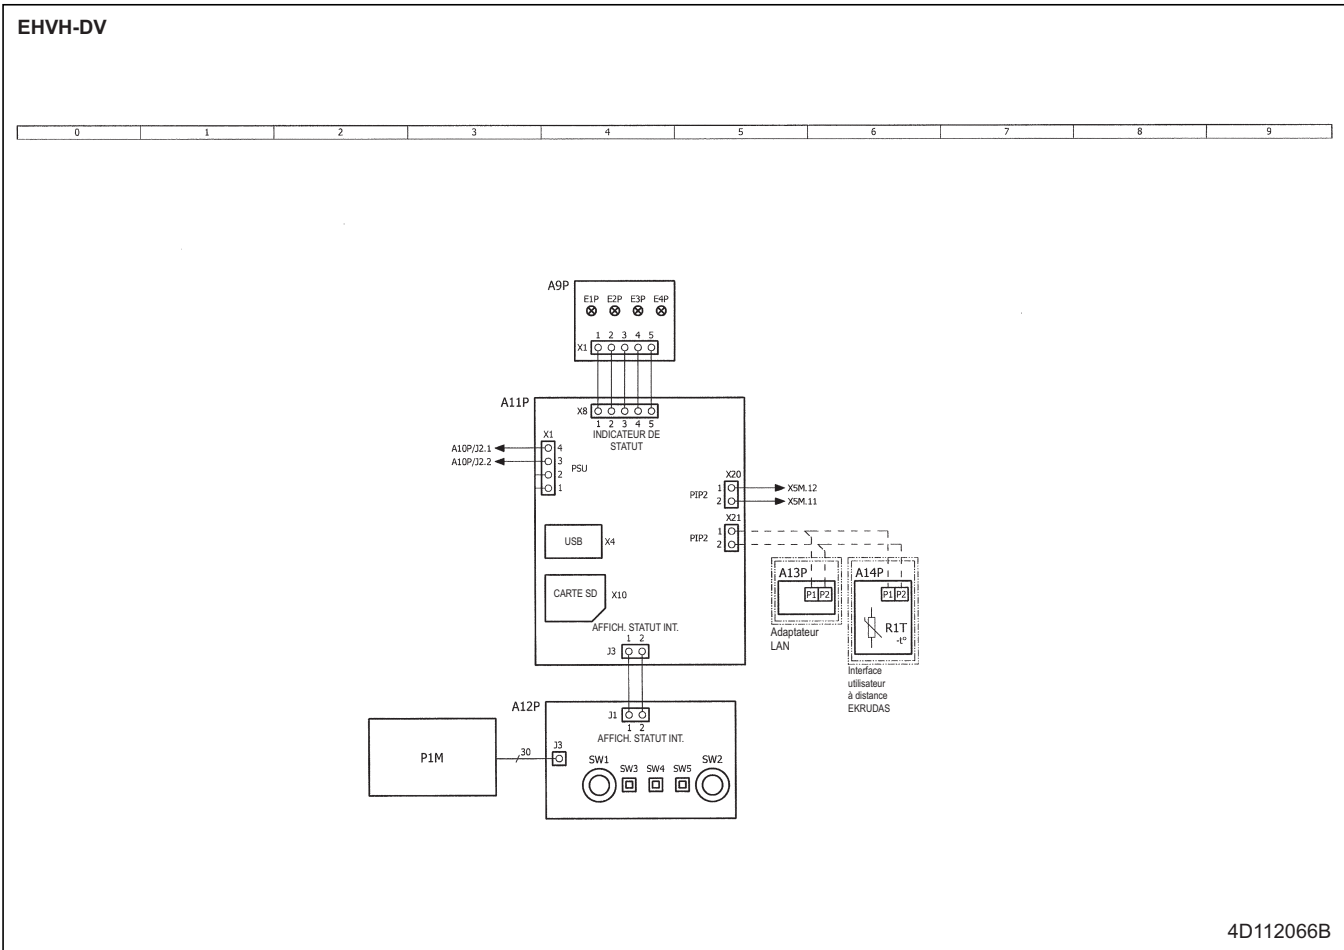 EHVH-DV
0 1 2 3 4 5 6 7 8 9
A9P
E1P E2P E3P E4P
1 2 3 4 5
X1
A11P
X8
1 2 3 4 5
INDICATEUR DE
STATUT
X1
A10P/J2.1 4
A10P/J2.2 3
PSU
2
1
X20
PIP2 1 X5M.12
2 X5M.11
X21
PIP2 1
2
USB X4
CARTE SD X10
A13P
P1 P2
Adaptateur
LAN
A14P
P1 P2
R1T
-t°
Interface
utilisateur
à distance
EKRUDAS
AFFICH. STATUT INT.
1 2
J3
A12P
J1
1 2
AFFICH. STATUT INT.
P1M
30
J3
SW1 SW3 SW4 SW5 SW2
4D112066B